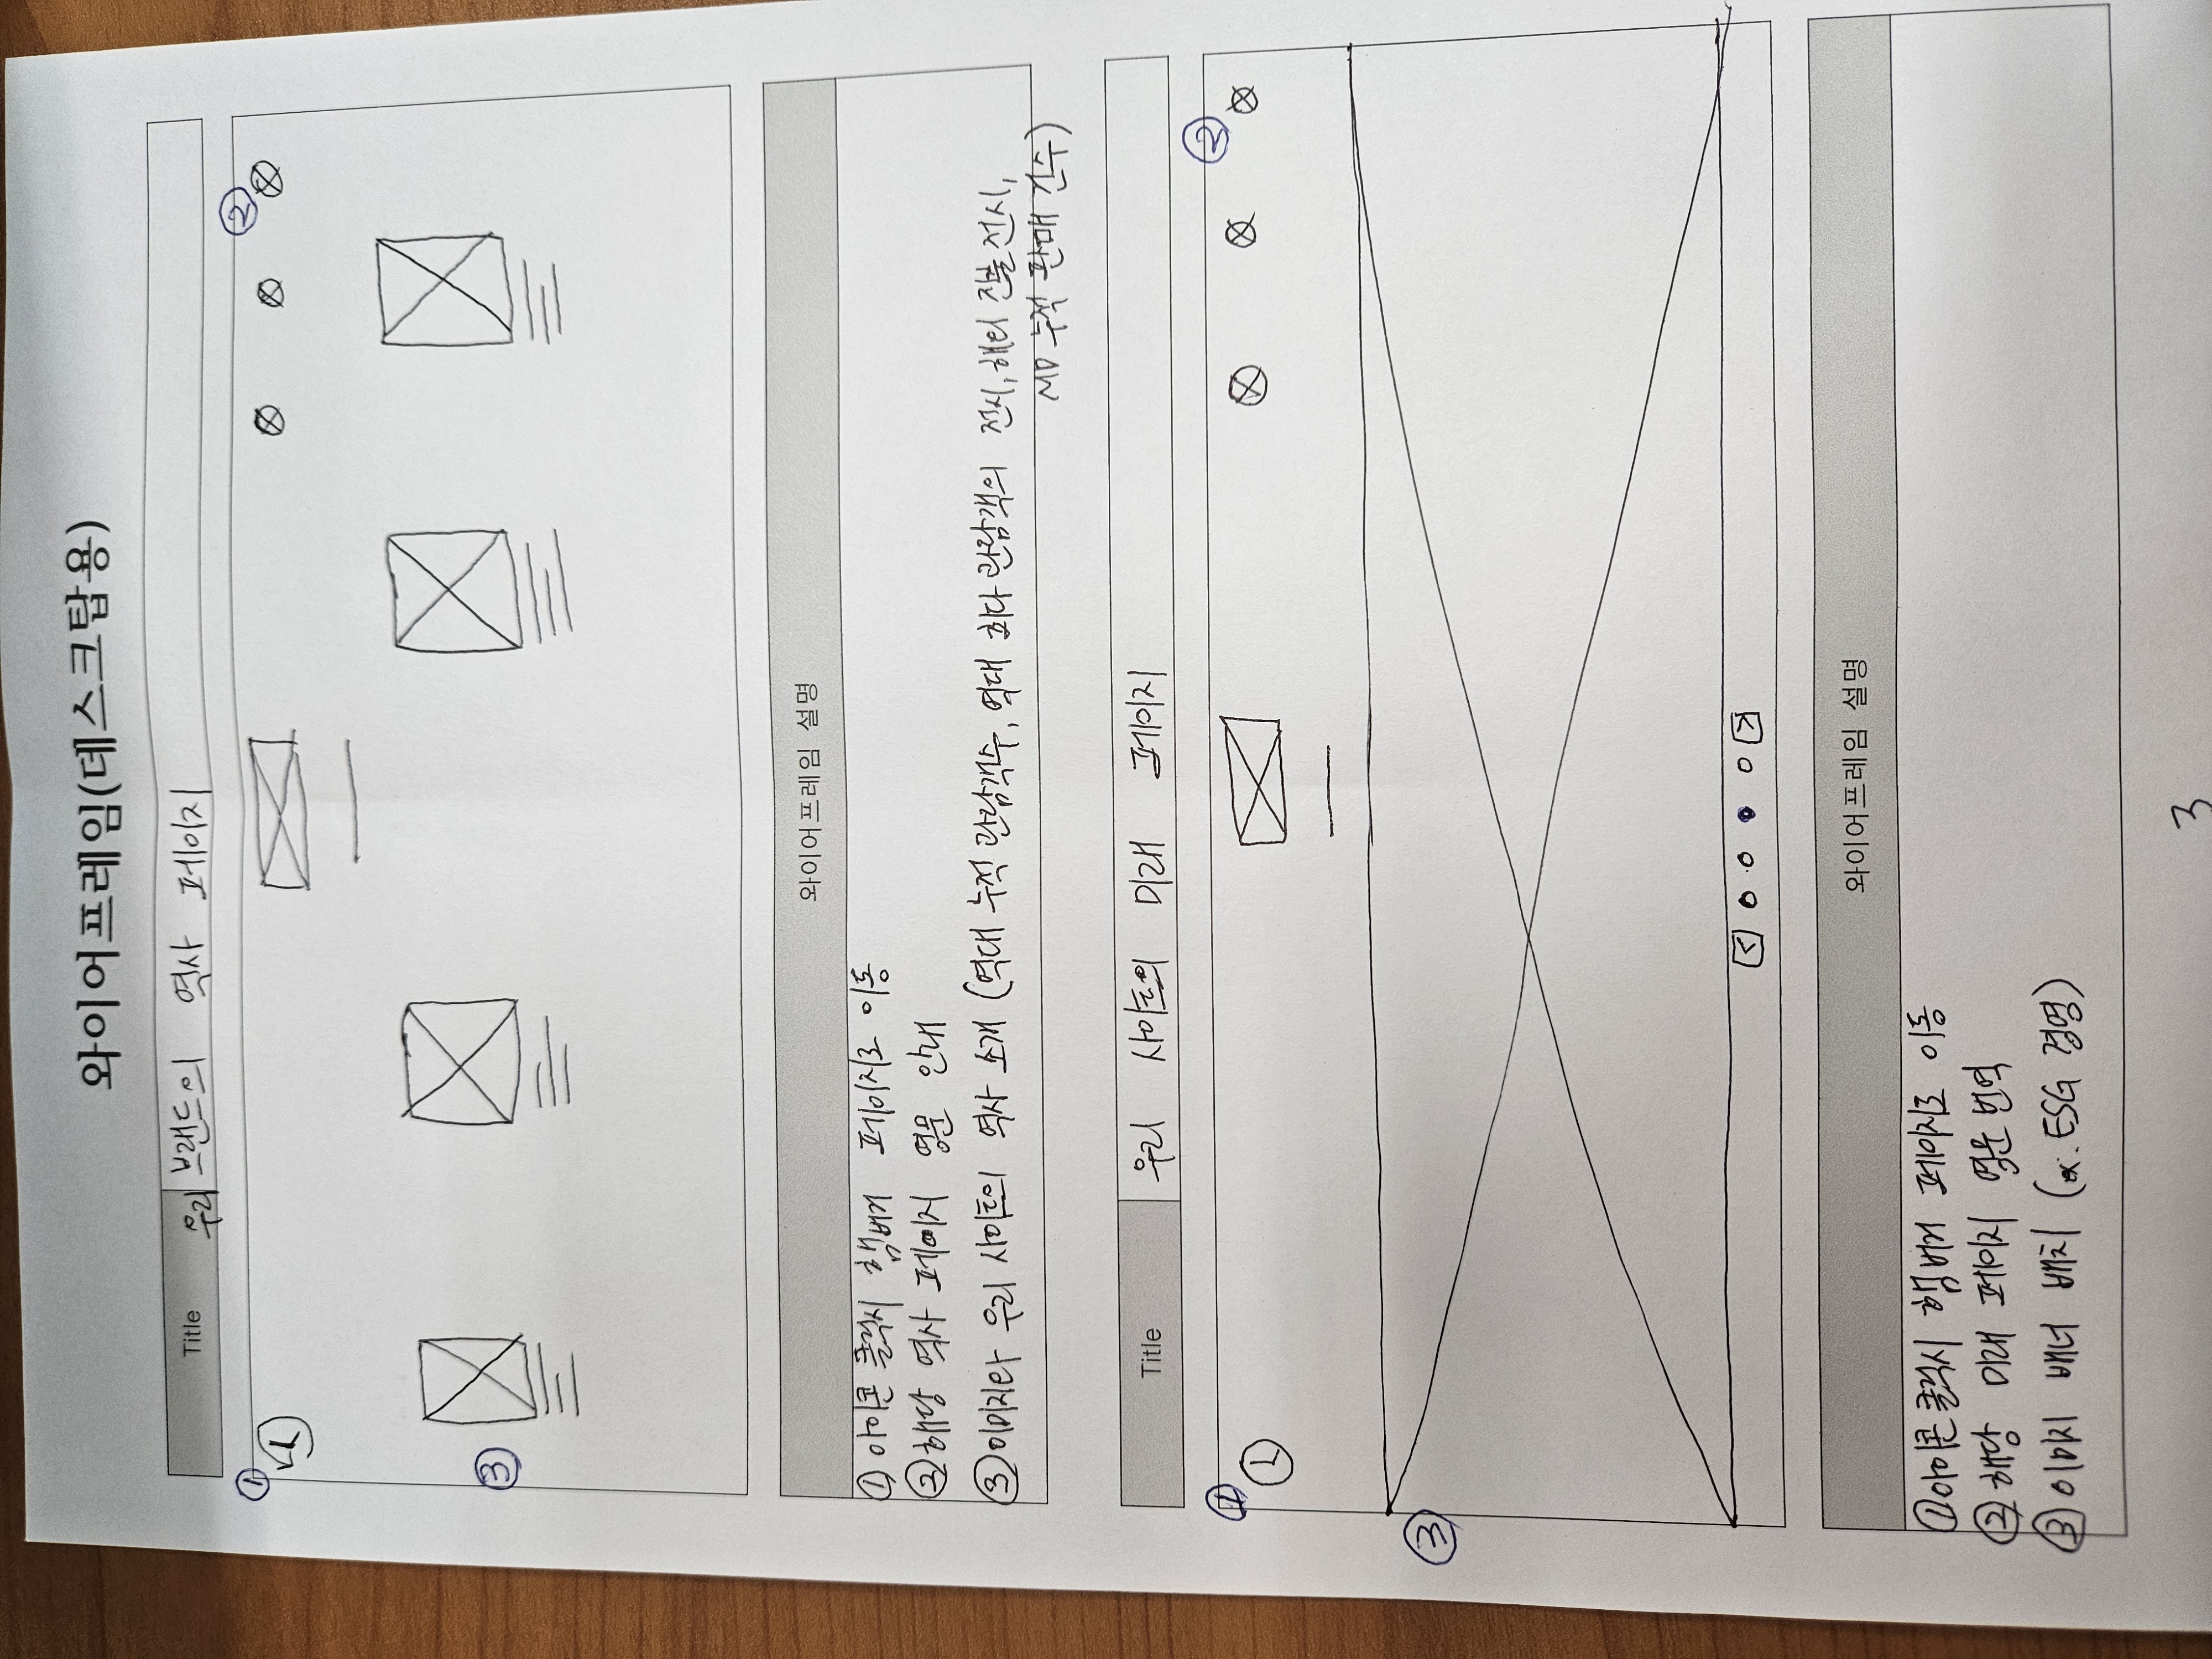 와이어프레임(데스크탑용)
Title 우리 브랜드의 역사 페이지
① ②
③
와이어프레임 설명
① 아이콘 클릭시 햄버거 페이지로 이동
② 해당 역사 페이지 영문 안내
③ 이미지와 우리 사이트의 역사 소개 (역대 누적 관람객수, 역대 최다 관람객의 전시, 해외 진출 전시,
MD 누적 판매 건수)
Title 우리 사이트의 미래 페이지
① ②
③
< >
와이어프레임 설명
① 아이콘 클릭시 햄버거 페이지로 이동
② 해당 미래 페이지 영문 번역
③ 이미지 배너 배치 (ex. ESG 경영)
3